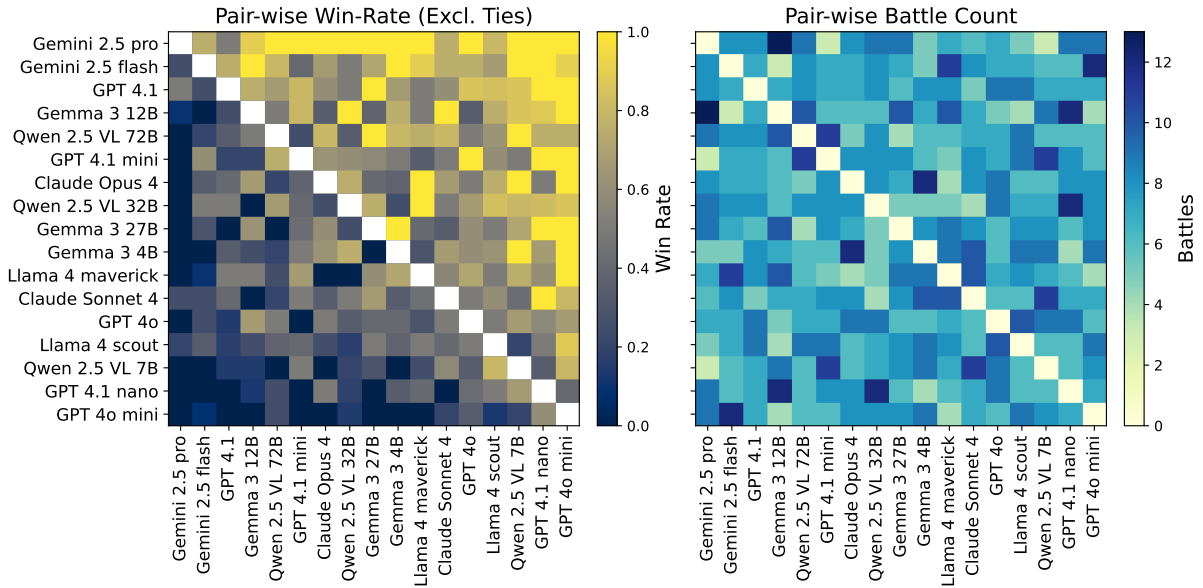 Pair-wise Win-Rate (Excl. Ties)
Gemini 2.5 pro
Gemini 2.5 flash
GPT 4.1
Gemma 3 12B
Qwen 2.5 VL 72B
GPT 4.1 mini
Claude Opus 4
Qwen 2.5 VL 32B
Gemma 3 27B
Gemma 3 4B
Llama 4 maverick
Claude Sonnet 4
GPT 4o
Llama 4 scout
Qwen 2.5 VL 7B
GPT 4.1 nano
GPT 4o mini
Gemini 2.5 pro
Gemini 2.5 flash
GPT 4.1
Gemma 3 12B
Qwen 2.5 VL 72B
GPT 4.1 mini
Claude Opus 4
Qwen 2.5 VL 32B
Gemma 3 27B
Gemma 3 4B
Llama 4 maverick
Claude Sonnet 4
GPT 4o
Llama 4 scout
Qwen 2.5 VL 7B
GPT 4.1 nano
GPT 4o mini
1.0
0.8
0.6
0.4
0.2
0.0
Win Rate
Pair-wise Battle Count
Gemini 2.5 pro
Gemini 2.5 flash
GPT 4.1
Gemma 3 12B
Qwen 2.5 VL 72B
GPT 4.1 mini
Claude Opus 4
Qwen 2.5 VL 32B
Gemma 3 27B
Gemma 3 4B
Llama 4 maverick
Claude Sonnet 4
GPT 4o
Llama 4 scout
Qwen 2.5 VL 7B
GPT 4.1 nano
GPT 4o mini
12
10
8
6
4
2
0
Battles